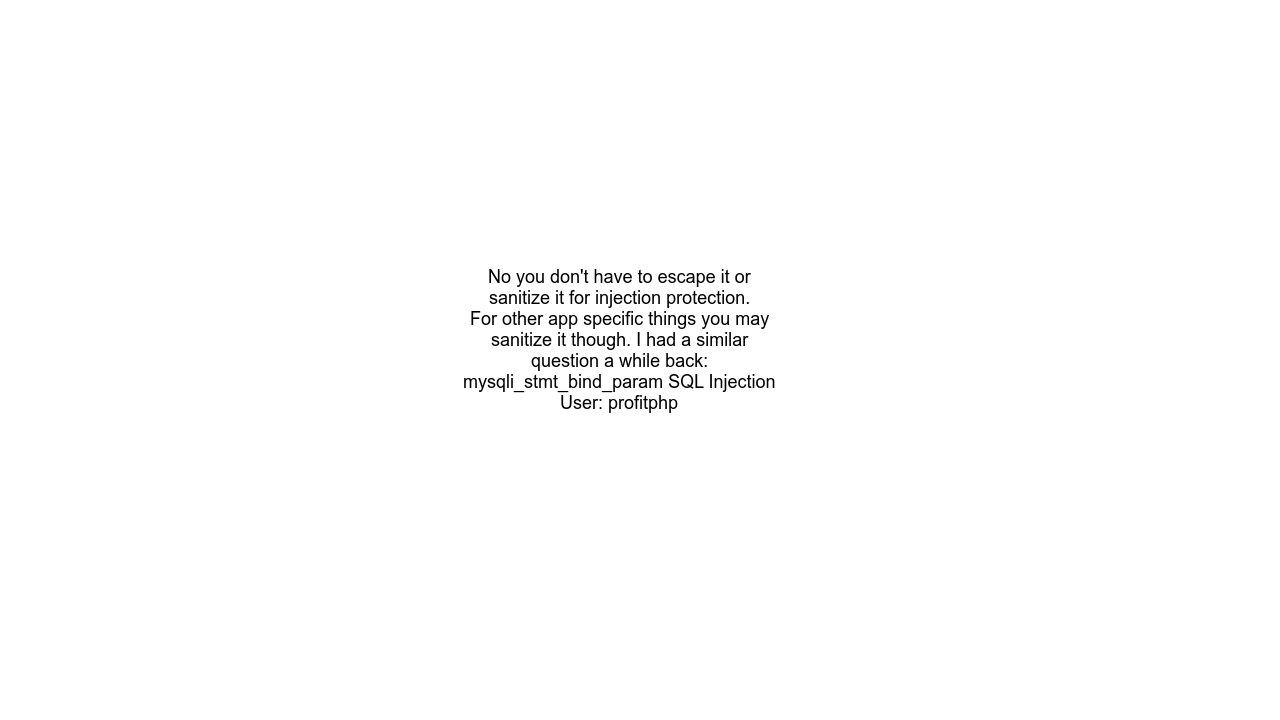 No you don't have to escape it or
sanitize it for injection protection.
For other app specific things you may
sanitize it though. I had a similar
question a while back:
mysqli_stmt_bind_param SQL Injection
User: profitphp